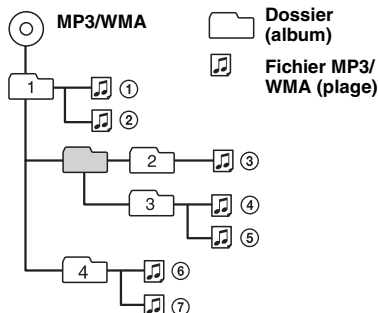 MP3/WMA
Dossier
(album)
Fichier MP3/
WMA (plage)
1
①
②
2
③
3
④
⑤
4
⑥
⑦